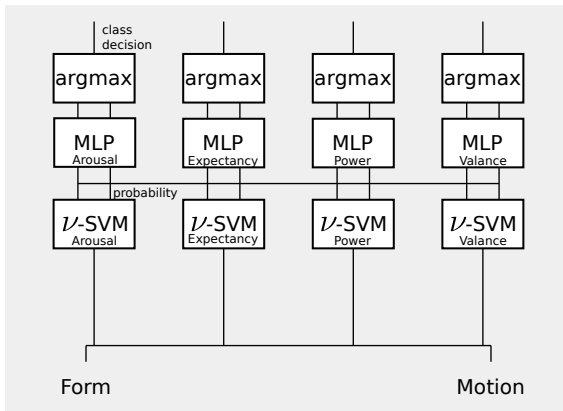 class
decision
argmax argmax argmax argmax
MLP MLP MLP MLP
Arousal Expectancy Power Valance
probability
ν-SVM ν-SVM ν-SVM ν-SVM
Arousal Expectancy Power Valance
Form Motion